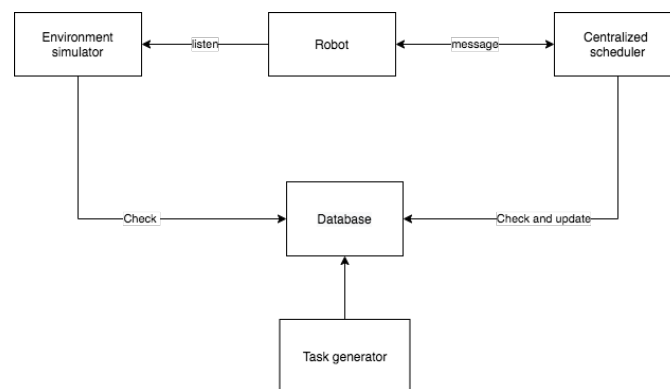 Environment
simulator
listen
Robot
message
Centralized
scheduler
Check
Database
Check and update
Task generator